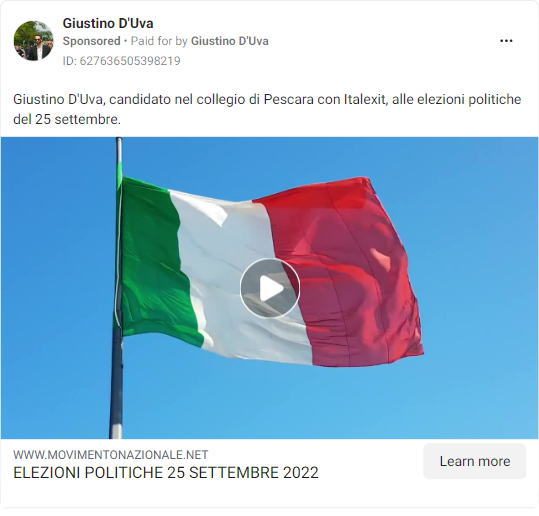 Giustino D'Uva
Sponsored • Paid for by Giustino D'Uva
ID: 627636505398219
Giustino D'Uva, candidato nel collegio di Pescara con Italexit, alle elezioni politiche
del 25 settembre.
WWW.MOVIMENTONAZIONALE.NET
ELEZIONI POLITICHE 25 SETTEMBRE 2022
Learn more